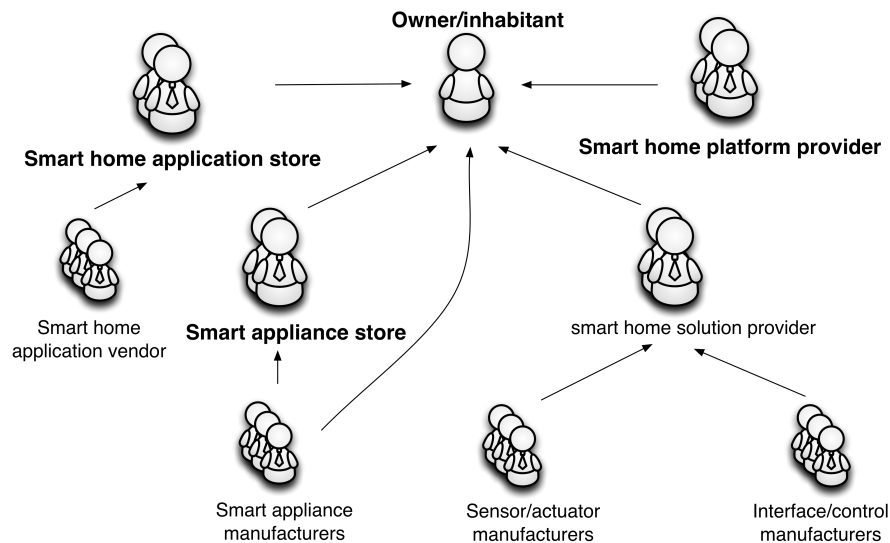 Owner/inhabitant
Smart home application store
Smart home platform provider
Smart home
application vendor
Smart appliance store
smart home solution provider
Smart appliance
manufacturers
Sensor/actuator
manufacturers
Interface/control
manufacturers